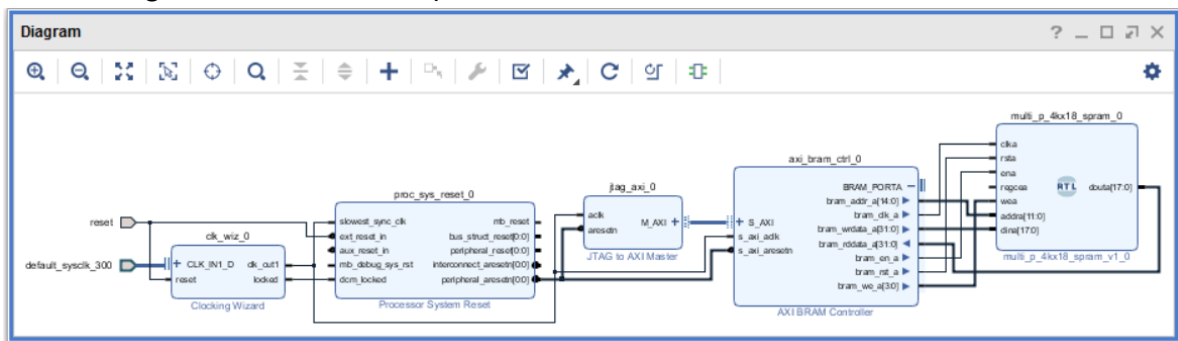 Diagram
reset
default_sysclk_300
clk_wiz_0
CLK_IN1_D
clk_out1
reset
locked
Clocking Wizard
proc_sys_reset_0
slowest_sync_clk
mb_reset
ext_reset_in
bus_struct_reset[0:0]
aux_reset_in
peripheral_reset[0:0]
mb_debug_sys_rst
interconnect_aresetn[0:0]
dcm_locked
peripheral_aresetn[0:0]
Processor System Reset
jtag_axi_0
aclk
M_AXI
aresetn
JTAG to AXI Master
axi_bram_ctrl_0
BRAM_PORTA
bram_addr_a[14:0]
S_AXI
bram_clk_a
s_axi_aclk
bram_wrdata_a[31:0]
s_axi_aresetn
bram_rddata_a[31:0]
bram_en_a
bram_rst_a
bram_we_a[3:0]
AXI BRAM Controller
multi_p_4kx18_spram_0
clka
rsta
ena
regcea
RTL
douta[17:0]
wea
addra[11:0]
dina[17:0]
multi_p_4kx18_spram_v1_0